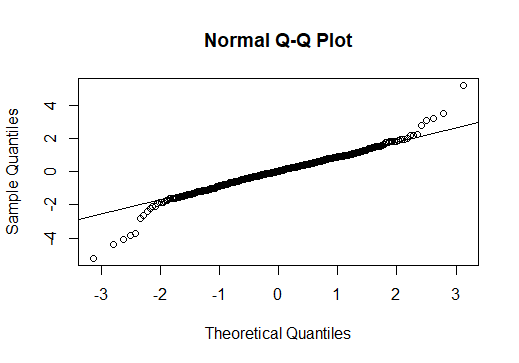 Normal Q-Q Plot
Sample Quantiles
4
2
0
-2
-4
-3 -2 -1 0 1 2 3
Theoretical Quantiles